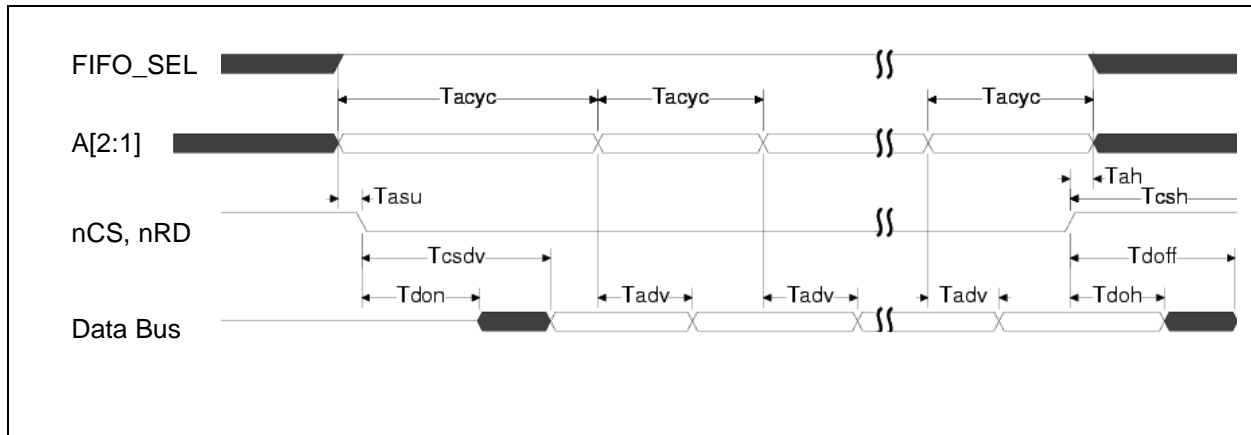 FIFO_SEL
Tacyc Tacyc Tacyc
A[2:1]
Tah
Tasu Tcsh
nCS, nRD
Tcsdv Tdoff
Tdon Tadv Tadv Tadv Tdoh
Data Bus